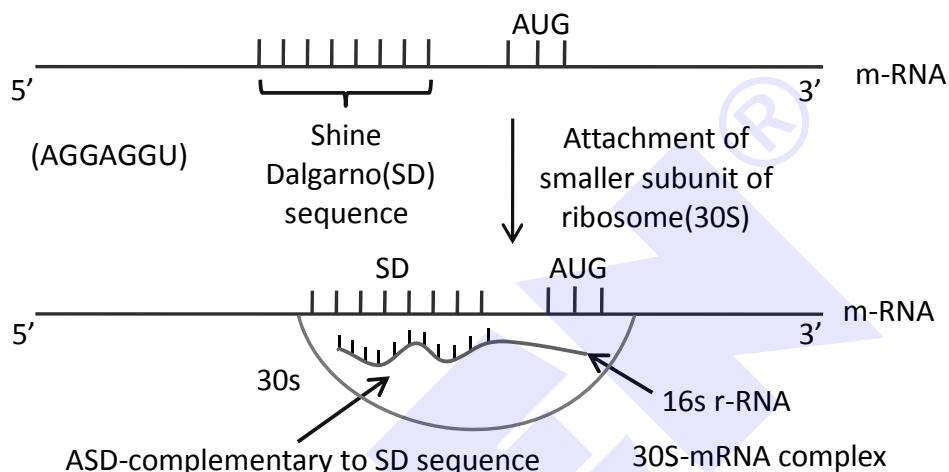 AUG
5’ 3’ m-RNA
(AGGAGGU)
Shine
Dalgarno(SD)
sequence
Attachment of
smaller subunit of
ribosome(30S)
SD AUG
5’ 3’ m-RNA
30s
16s r-RNA
ASD-complementary to SD sequence
30S-mRNA complex
®